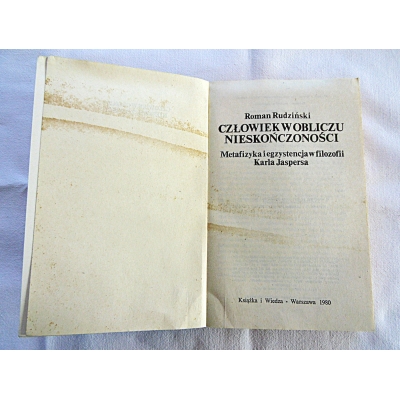 Roman Rudziński
CZŁOWIEK W OBLICZU
NIESKOŃCZONOŚCI
Metafizyka i egzystencja w filozofii
Karla Jaspersa
Książka i Wiedza - Warszawa 1980